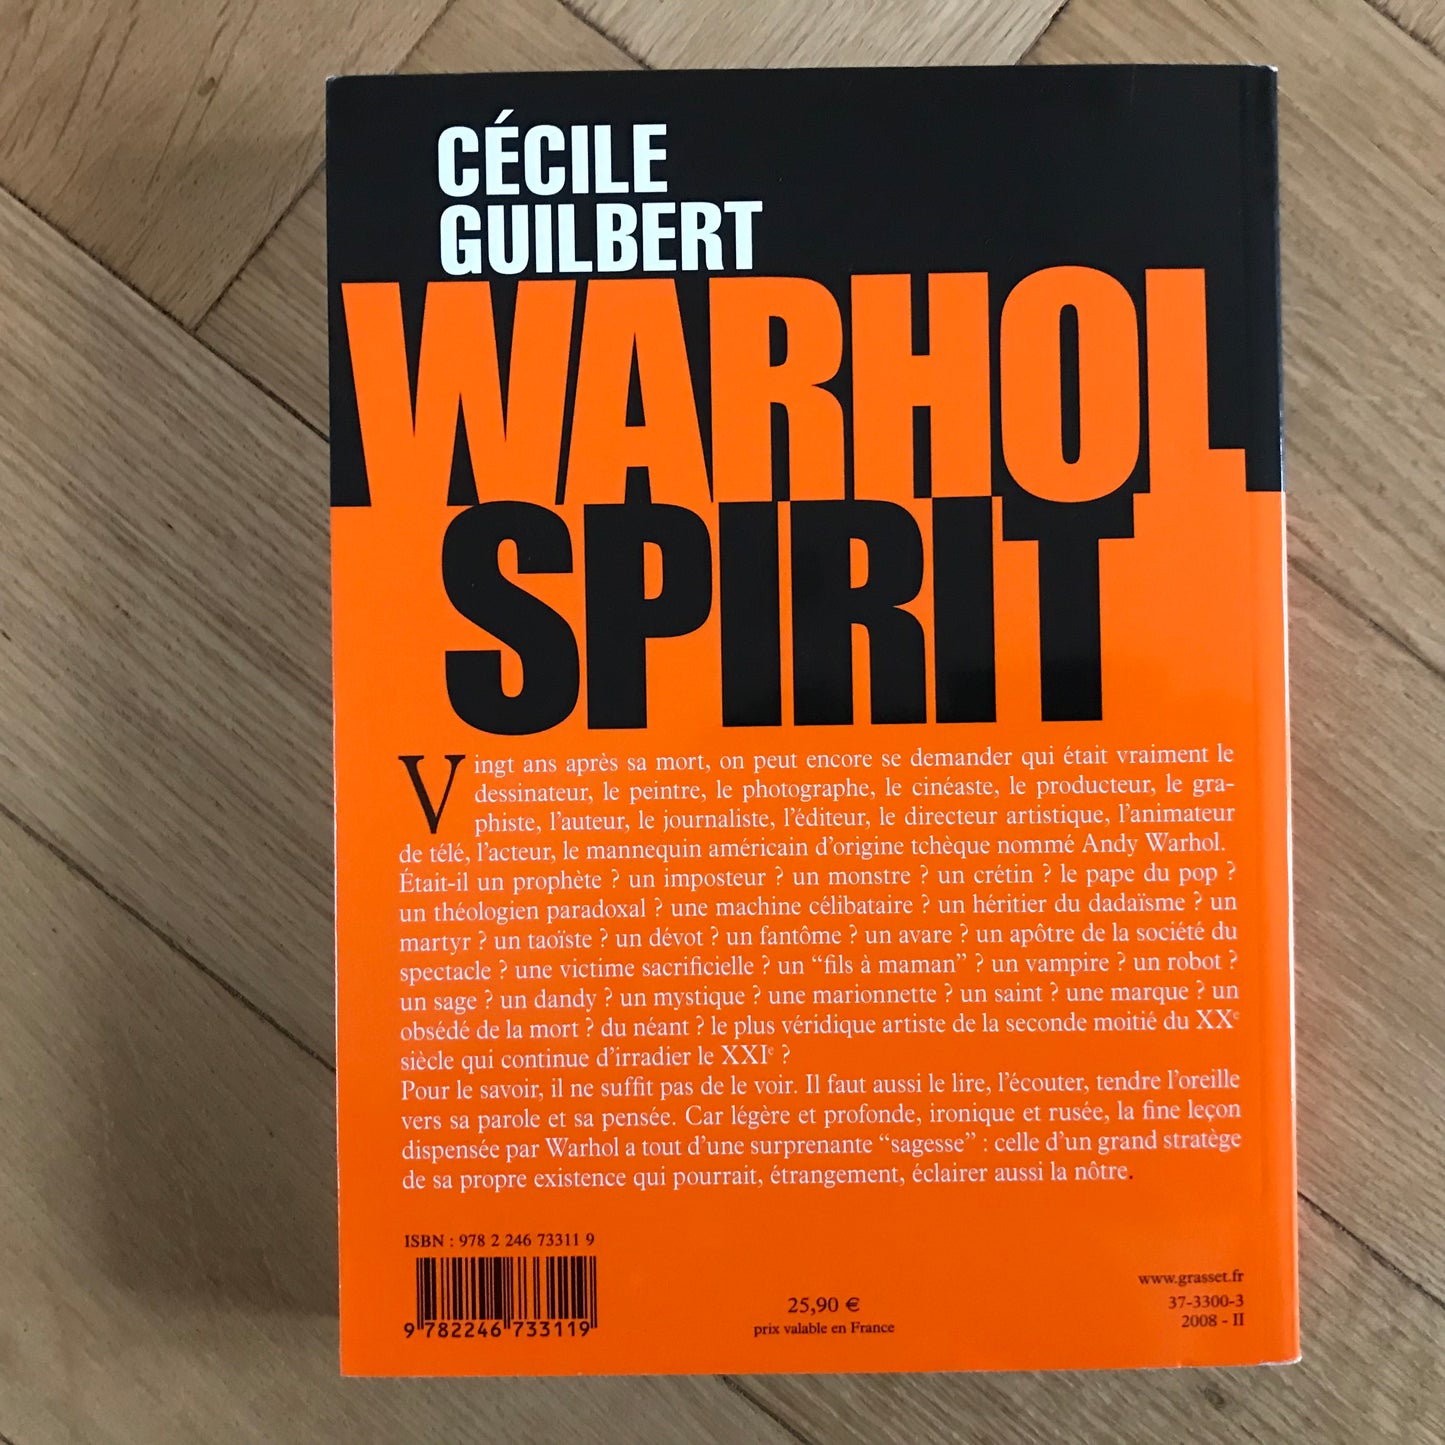 CÉCILE
GUILBERT
WARHOL
SPIRIT
Vingt ans après sa mort, on peut encore se demander qui était vraiment le
dessinateur, le peintre, le photographe, le cinéaste, le producteur, le gra-
phiste, l'auteur, le journaliste, l'éditeur, le directeur artistique, l'animateur
de télé, l'acteur, le mannequin américain d'origine tchèque nommé Andy Warhol.
Était-il un prophète ? un imposteur ? un monstre ? un crétin ? le pape du pop ?
un théologien paradoxal ? une machine célibataire ? un héritier du dadaïsme ? un
martyr ? un taoïste ? un dévot ? un fantôme ? un avare ? un apôtre de la société du
spectacle ? une victime sacrificielle ? un “fils à maman” ? un vampire ? un robot ?
un sage ? un dandy ? un mystique ? une marionnette ? un saint ? une marque ? un
obsédé de la mort ? du néant ? le plus véridique artiste de la seconde moitié du XXe
siècle qui continue d'irradier le XXIe ?
Pour le savoir, il ne suffit pas de le voir. Il faut aussi le lire, l'écouter, tendre l'oreille
vers sa parole et sa pensée. Car légère et profonde, ironique et rusée, la fine leçon
dispensée par Warhol a tout d'une surprenante “sagesse” : celle d'un grand stratège
de sa propre existence qui pourrait, étrangement, éclairer aussi la nôtre.
ISBN : 978 2 246 73311 9
9 782246 733119
25,90 €
prix valable en France
www.grasset.fr
37-3300-3
2008 - II